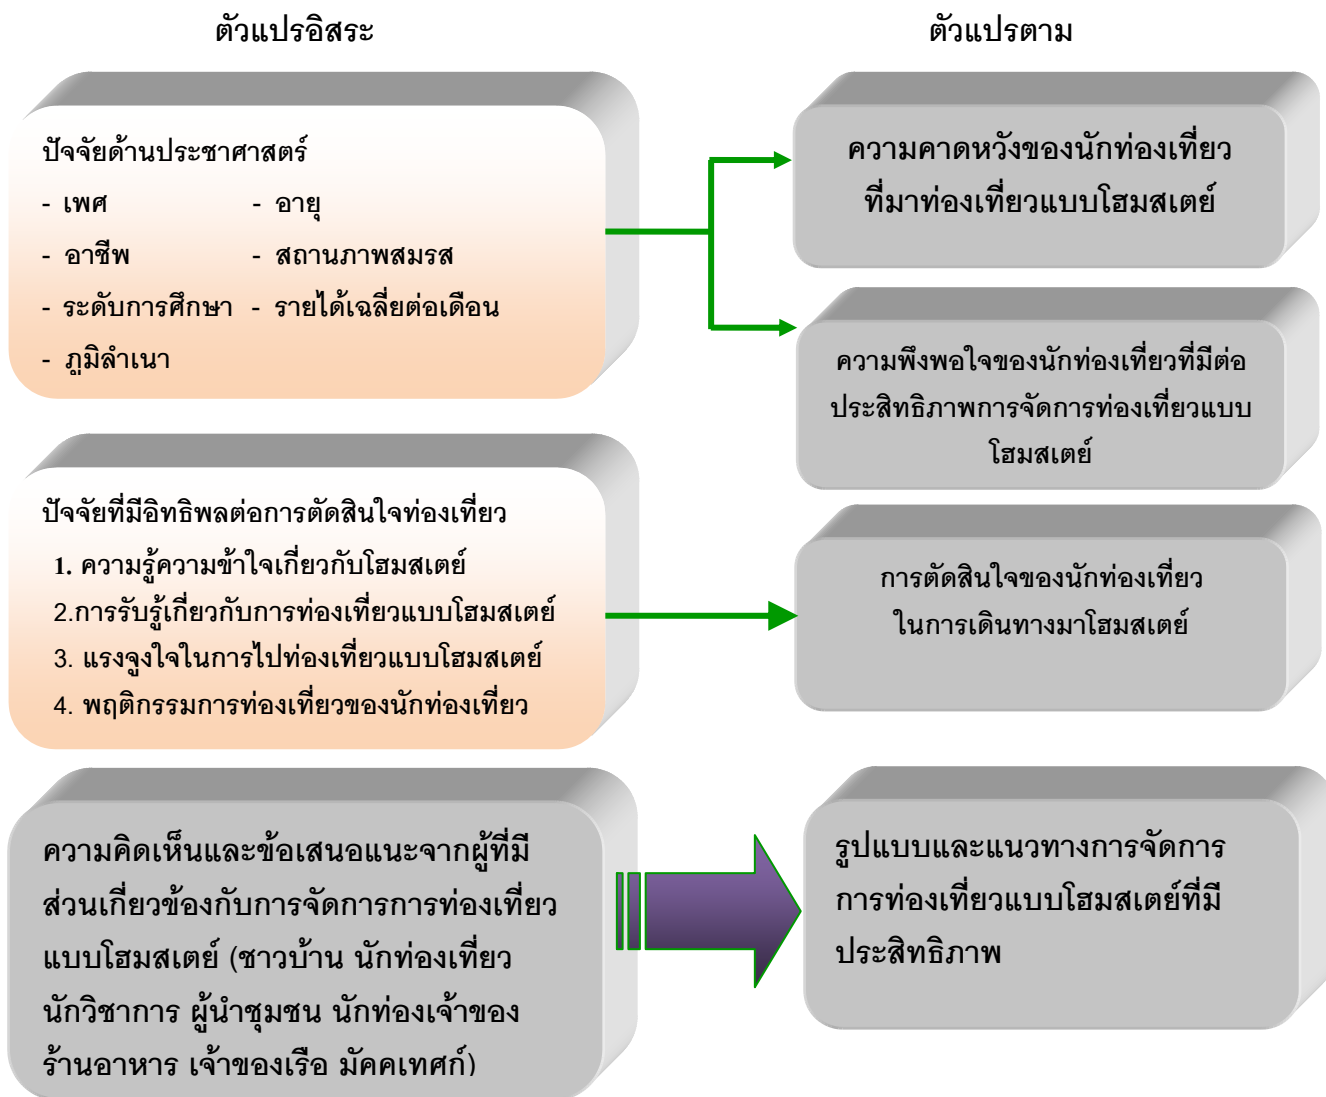 ตัวแปรอิสระ
ตัวแปรตาม
ปัจจัยด้านประชาศาสตร์
- เพศ - อายุ
- อาชีพ - สถานภาพสมรส
- ระดับการศึกษา - รายได้เฉลี่ยต่อเดือน
- ภูมิลำเนา
ความคาดหวังของนักท่องเที่ยว
ที่มาท่องเที่ยวแบบโฮมสเตย์
ความพึงพอใจของนักท่องเที่ยวที่มีต่อ
ประสิทธิภาพการจัดการท่องเที่ยวแบบ
โฮมสเตย์
ปัจจัยที่มีอิทธิพลต่อการตัดสินใจท่องเที่ยว
1. ความรู้ความข้าใจเกี่ยวกับโฮมสเตย์
2.การรับรู้เกี่ยวกับการท่องเที่ยวแบบโฮมสเตย์
3. แรงจูงใจในการไปท่องเที่ยวแบบโฮมสเตย์
4. พฤติกรรมการท่องเที่ยวของนักท่องเที่ยว
การตัดสินใจของนักท่องเที่ยว
ในการเดินทางมาโฮมสเตย์
ความคิดเห็นและข้อเสนอแนะจากผู้ที่มี
ส่วนเกี่ยวข้องกับการจัดการการท่องเที่ยว
แบบโฮมสเตย์ (ชาวบ้าน นักท่องเที่ยว
นักวิชาการ ผู้นำชุมชน นักท่องเจ้าของ
ร้านอาหาร เจ้าของเรือ มัคคเทศก์)
รูปแบบและแนวทางการจัดการ
การท่องเที่ยวแบบโฮมสเตย์ที่มี
ประสิทธิภาพ